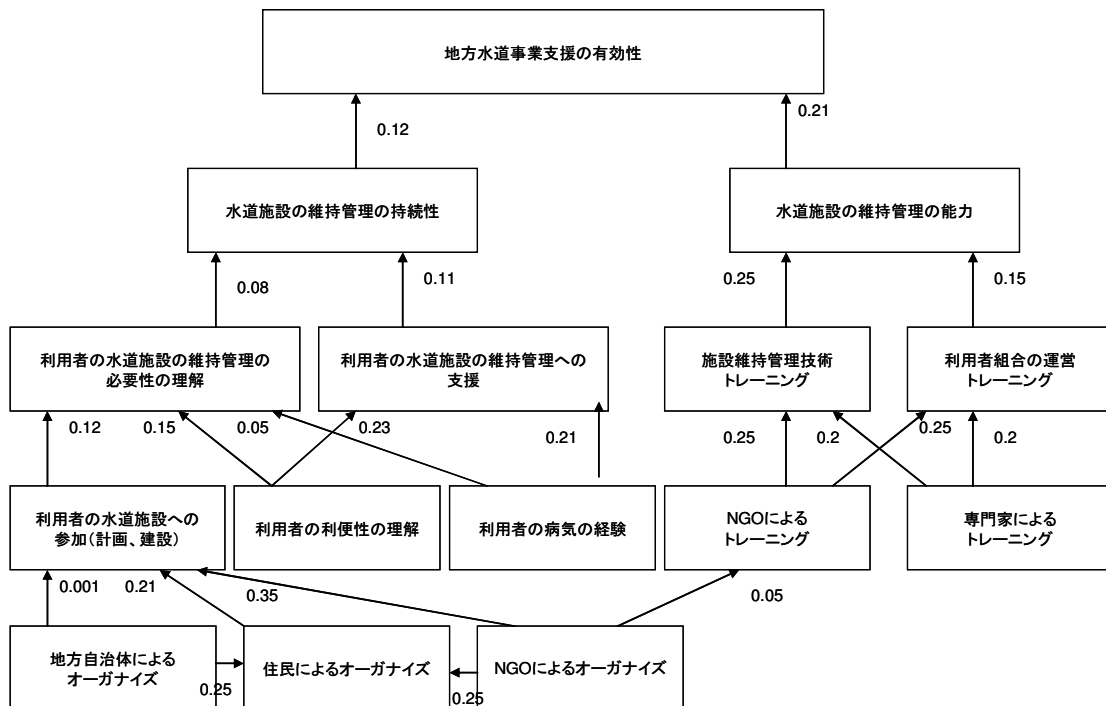 地方水道事業支援の有効性
0.12
0.21
水道施設の維持管理の持続性
水道施設の維持管理の能力
0.08
0.11
0.25
0.15
利用者の水道施設の維持管理の
必要性の理解
利用者の水道施設の維持管理への
支援
施設維持管理技術
トレーニング
利用者組合の運営
トレーニング
0.12
0.15
0.05
0.23
0.21
0.25
0.2
0.25
0.2
利用者の水道施設への
参加(計画、建設)
利用者の利便性の理解
利用者の病気の経験
NGOによる
トレーニング
専門家による
トレーニング
0.001
0.21
0.35
0.05
地方自治体による
オーガナイズ
住民によるオーガナイズ
NGOによるオーガナイズ
0.25
0.25